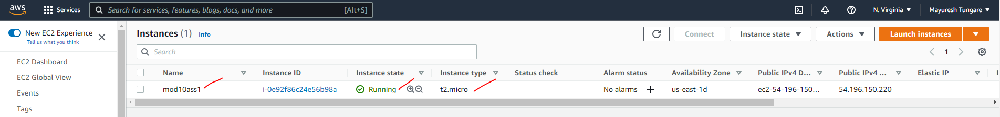 aws Services Search for services, features, blogs, docs, and more [Alt+S] N. Virginia Mayuresh Tungare
New EC2 Experience
Tell us what you think
EC2 Dashboard
EC2 Global View
Events
Tags
Instances (1) Info Connect Instance state Actions Launch instances
Search 1
Name Instance ID Instance state Instance type Status check Alarm status Availability Zone Public IPv4 D... Public IPv4 ... Elastic IP
mod10ass1 i-0e92f86c24e56b98a Running t2.micro – No alarms + us-east-1d ec2-54-196-150... 54.196.150.220 – –